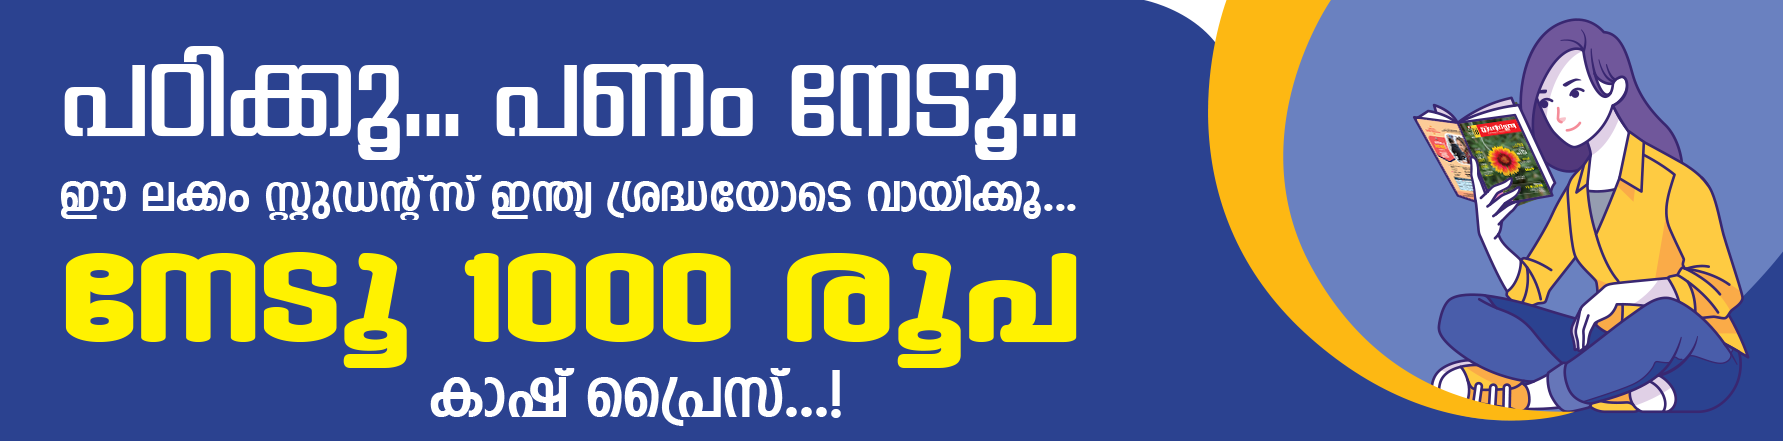 പഠിക്കൂ... പണം നേടൂ...
ഈ ലക്കം സ്റ്റുഡന്റ്സ് ഇന്ത്യ ശ്രദ്ധയോടെ വായിക്കൂ...
നേടൂ 1000 രൂപ
കാഷ് പ്രൈസ്...!